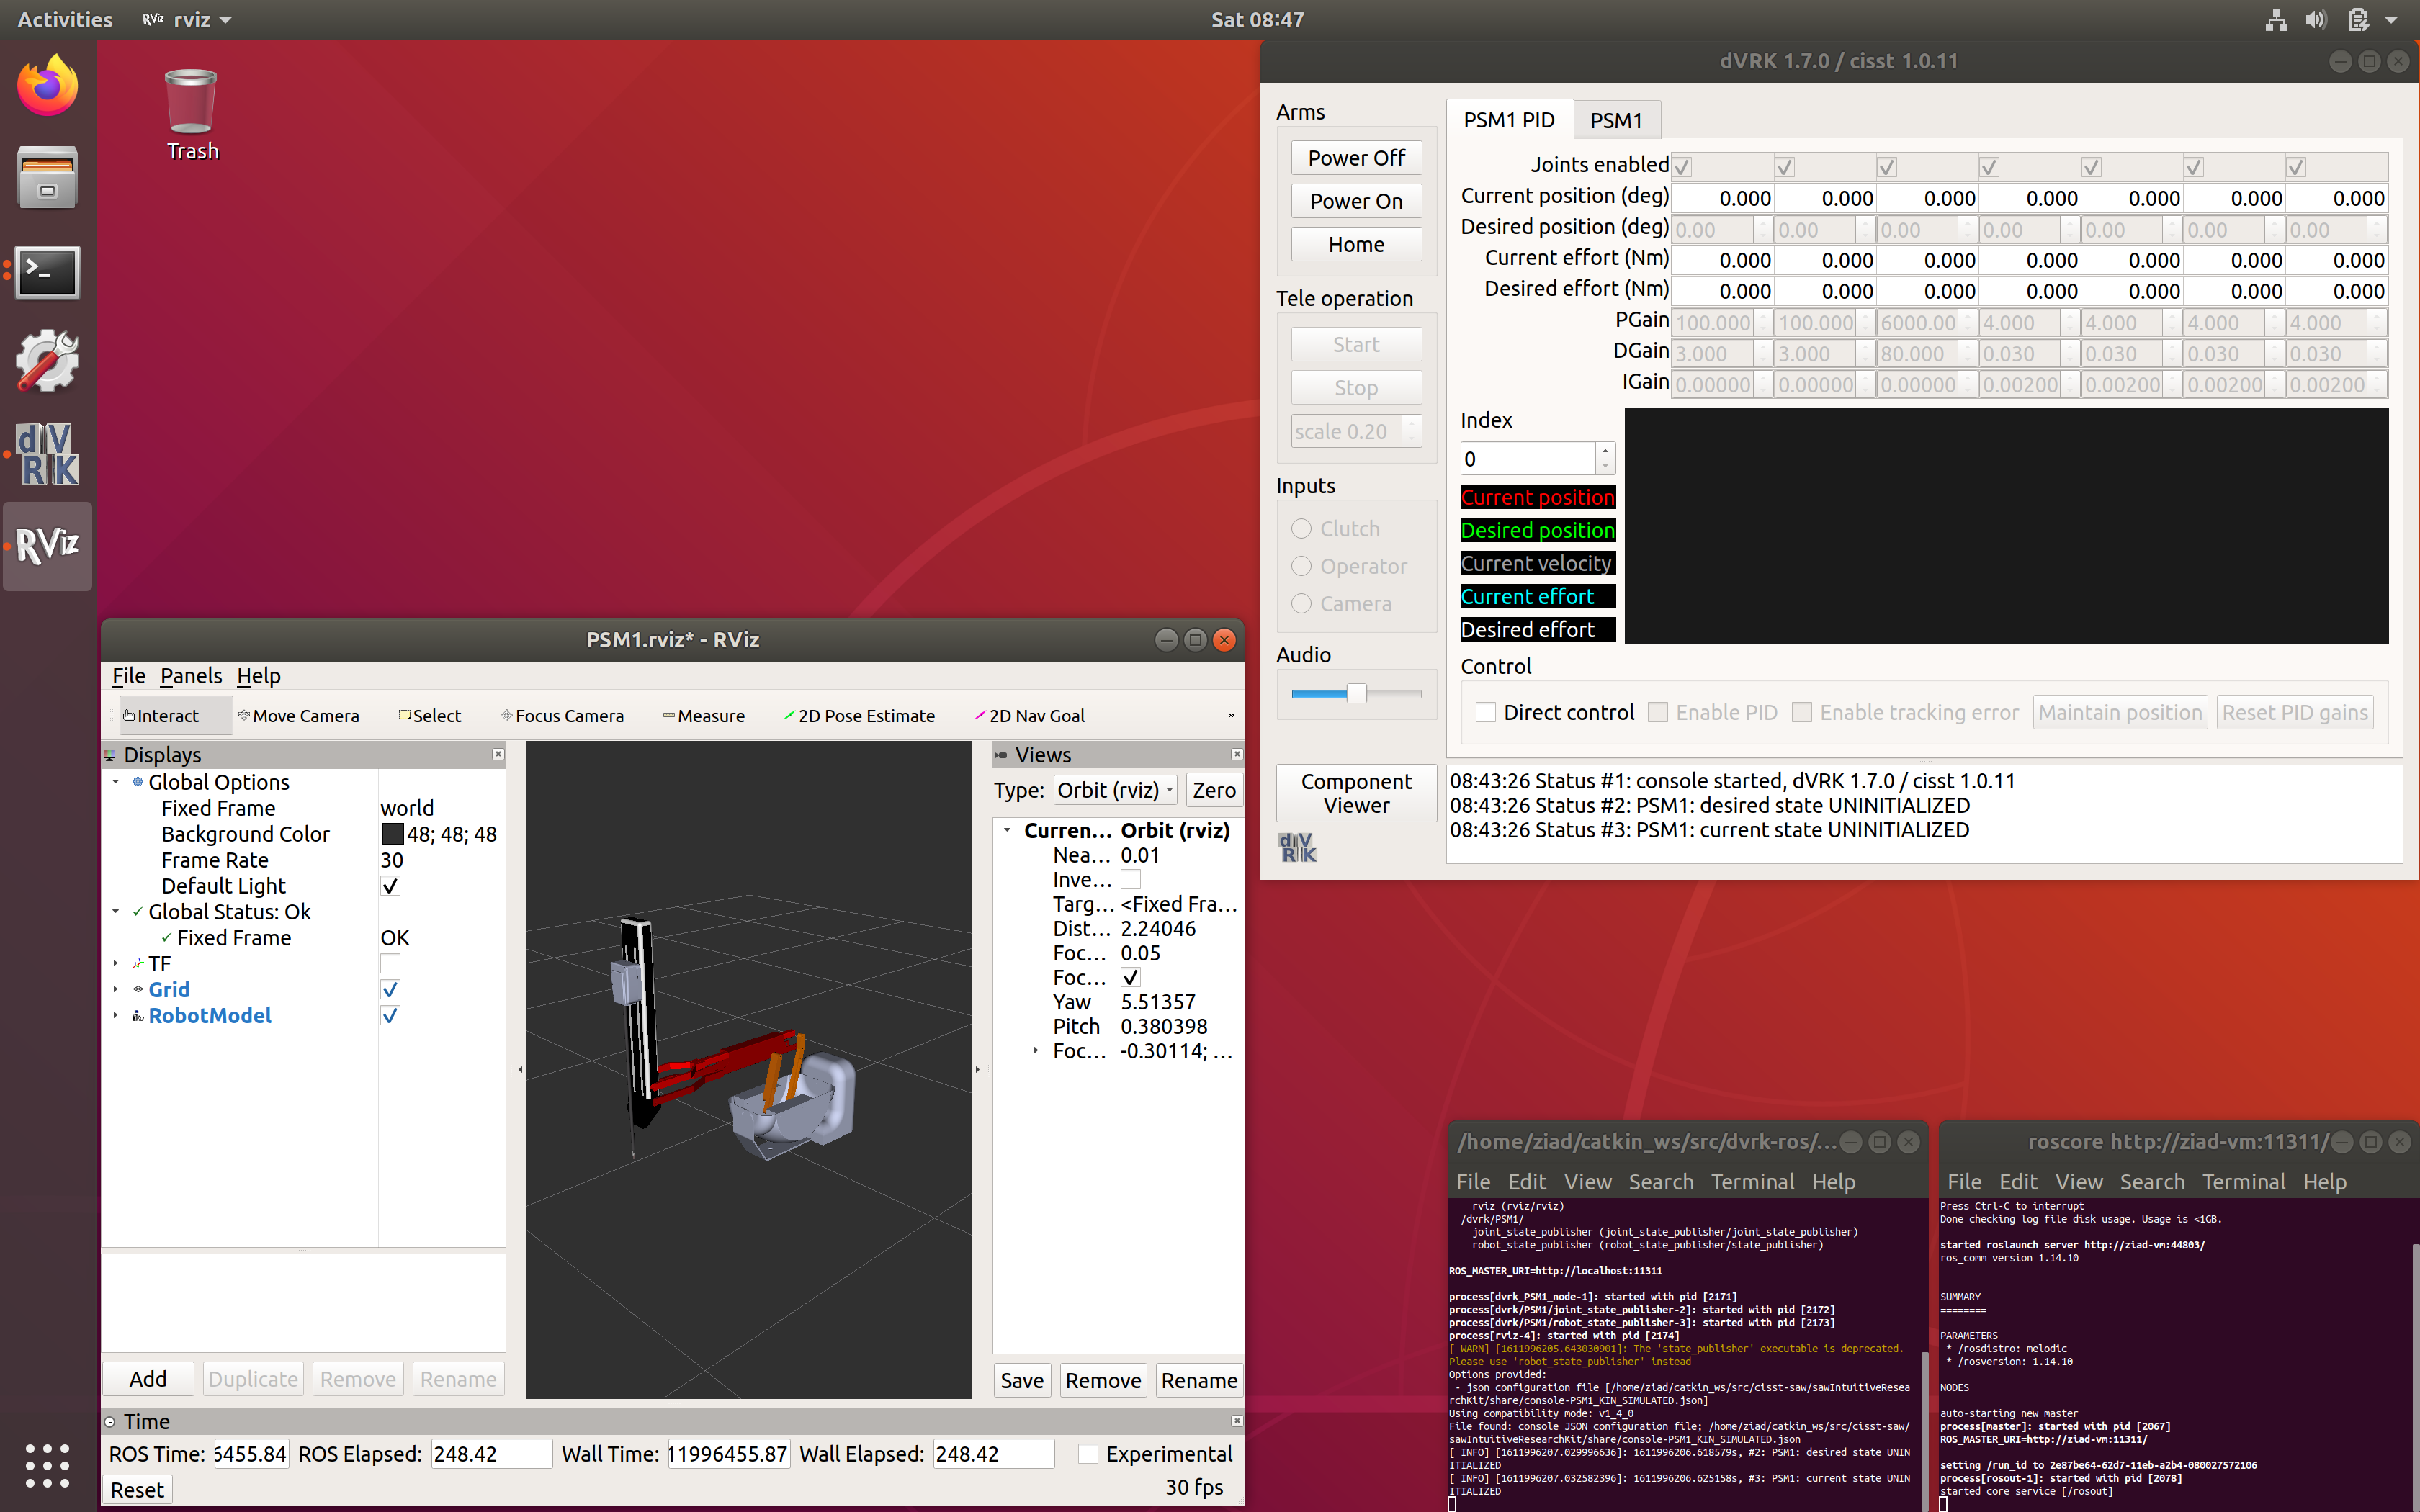 Activities
RViz rviz
Sat 08:47
Trash
dVRK
RViz
dVRK 1.7.0 / cisst 1.0.11
Arms
Power Off
Power On
Home
Tele operation
Start
Stop
scale 0.20
Inputs
Clutch
Operator
Camera
Audio
Component
Viewer
dVRK
PSM1 PID PSM1
Joints enabled
Current position (deg) 0.000 0.000 0.000 0.000 0.000 0.000 0.000
Desired position (deg) 0.00 0.00 0.00 0.00 0.00 0.00 0.00
Current effort (Nm) 0.000 0.000 0.000 0.000 0.000 0.000 0.000
Desired effort (Nm) 0.000 0.000 0.000 0.000 0.000 0.000 0.000
PGain 100.000 100.000 6000.00 4.000 4.000 4.000 4.000
DGain 3.000 3.000 80.000 0.030 0.030 0.030 0.030
IGain 0.00000 0.00000 0.00000 0.00200 0.00200 0.00200 0.00200
Index
0
Current position
Desired position
Current velocity
Current effort
Desired effort
Control
Direct control Enable PID Enable tracking error Maintain position Reset PID gains
08:43:26 Status #1: console started, dVRK 1.7.0 / cisst 1.0.11
08:43:26 Status #2: PSM1: desired state UNINITIALIZED
08:43:26 Status #3: PSM1: current state UNINITIALIZED
PSM1.rviz* - RViz
File Panels Help
Interact Move Camera Select Focus Camera Measure 2D Pose Estimate 2D Nav Goal »
Displays
Global Options
Fixed Frame world
Background Color 48; 48; 48
Frame Rate 30
Default Light
Global Status: Ok
Fixed Frame OK
TF
Grid
RobotModel
Add Duplicate Remove Rename
Views
Type: Orbit (rviz) Zero
Curren... Orbit (rviz)
Nea... 0.01
Inve...
Targ... <Fixed Fra...
Dist... 2.24046
Foc... 0.05
Foc...
Yaw 5.51357
Pitch 0.380398
Foc... -0.30114; ...
Save Remove Rename
Time
ROS Time: 6455.84 ROS Elapsed: 248.42 Wall Time: 11996455.87 Wall Elapsed: 248.42 Experimental
Reset 30 fps
/home/ziad/catkin_ws/src/dvrk-ros/...
File Edit View Search Terminal Help
rviz (rviz/rviz)
/dvrk/PSM1/
joint_state_publisher (joint_state_publisher/joint_state_publisher)
robot_state_publisher (robot_state_publisher/state_publisher)
ROS_MASTER_URI=http://localhost:11311
process[dvrk_PSM1_node-1]: started with pid [2171]
process[dvrk/PSM1/joint_state_publisher-2]: started with pid [2172]
process[dvrk/PSM1/robot_state_publisher-3]: started with pid [2173]
process[rviz-4]: started with pid [2174]
[ WARN] [1611996205.643030901]: The 'state_publisher' executable is deprecated.
Please use 'robot_state_publisher' instead
Options provided:
- json configuration file [/home/ziad/catkin_ws/src/cisst-saw/sawIntuitiveResea
rchKit/share/console-PSM1_KIN_SIMULATED.json]
Using compatibility mode: v1_4_0
File found: console JSON configuration file; /home/ziad/catkin_ws/src/cisst-saw/
sawIntuitiveResearchKit/share/console-PSM1_KIN_SIMULATED.json
[ INFO] [1611996207.029996636]: 1611996206.618579s, #2: PSM1: desired state UNIN
ITIALIZED
[ INFO] [1611996207.032582396]: 1611996206.625158s, #3: PSM1: current state UNIN
ITIALIZED
roscore http://ziad-vm:11311/
File Edit View Search Terminal Help
Press Ctrl-C to interrupt
Done checking log file disk usage. Usage is <1GB.
started roslaunch server http://ziad-vm:44803/
ros_comm version 1.14.10
SUMMARY
========
PARAMETERS
* /rosdistro: melodic
* /rosversion: 1.14.10
NODES
auto-starting new master
process[master]: started with pid [2067]
ROS_MASTER_URI=http://ziad-vm:11311/
setting /run_id to 2e87be64-62d7-11eb-a2b4-080027572106
process[rosout-1]: started with pid [2078]
started core service [/rosout]